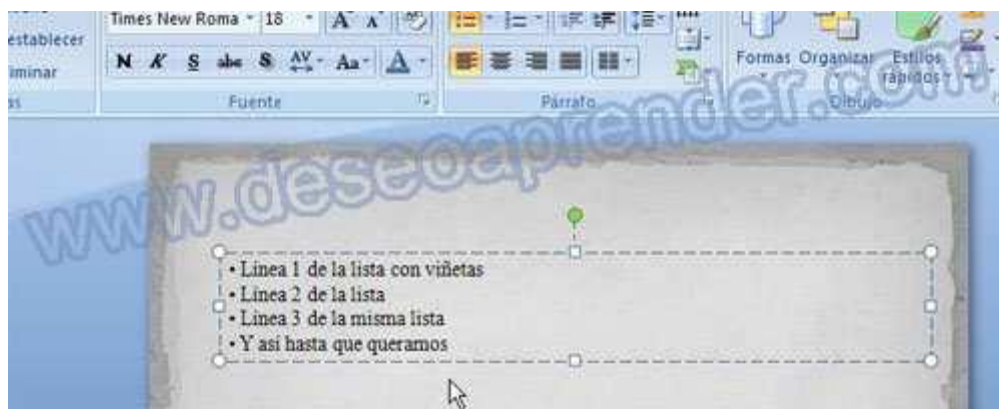 establecer
iminar
Times New Roma
18
N K S abc S AV Aa A
Fuente
Párrafo
Formas Organizar Estilos
rápidos
Dibujo
www.deseoaprender.com
• Línea 1 de la lista con viñetas
• Línea 2 de la lista
• Línea 3 de la misma lista
• Y así hasta que queramos